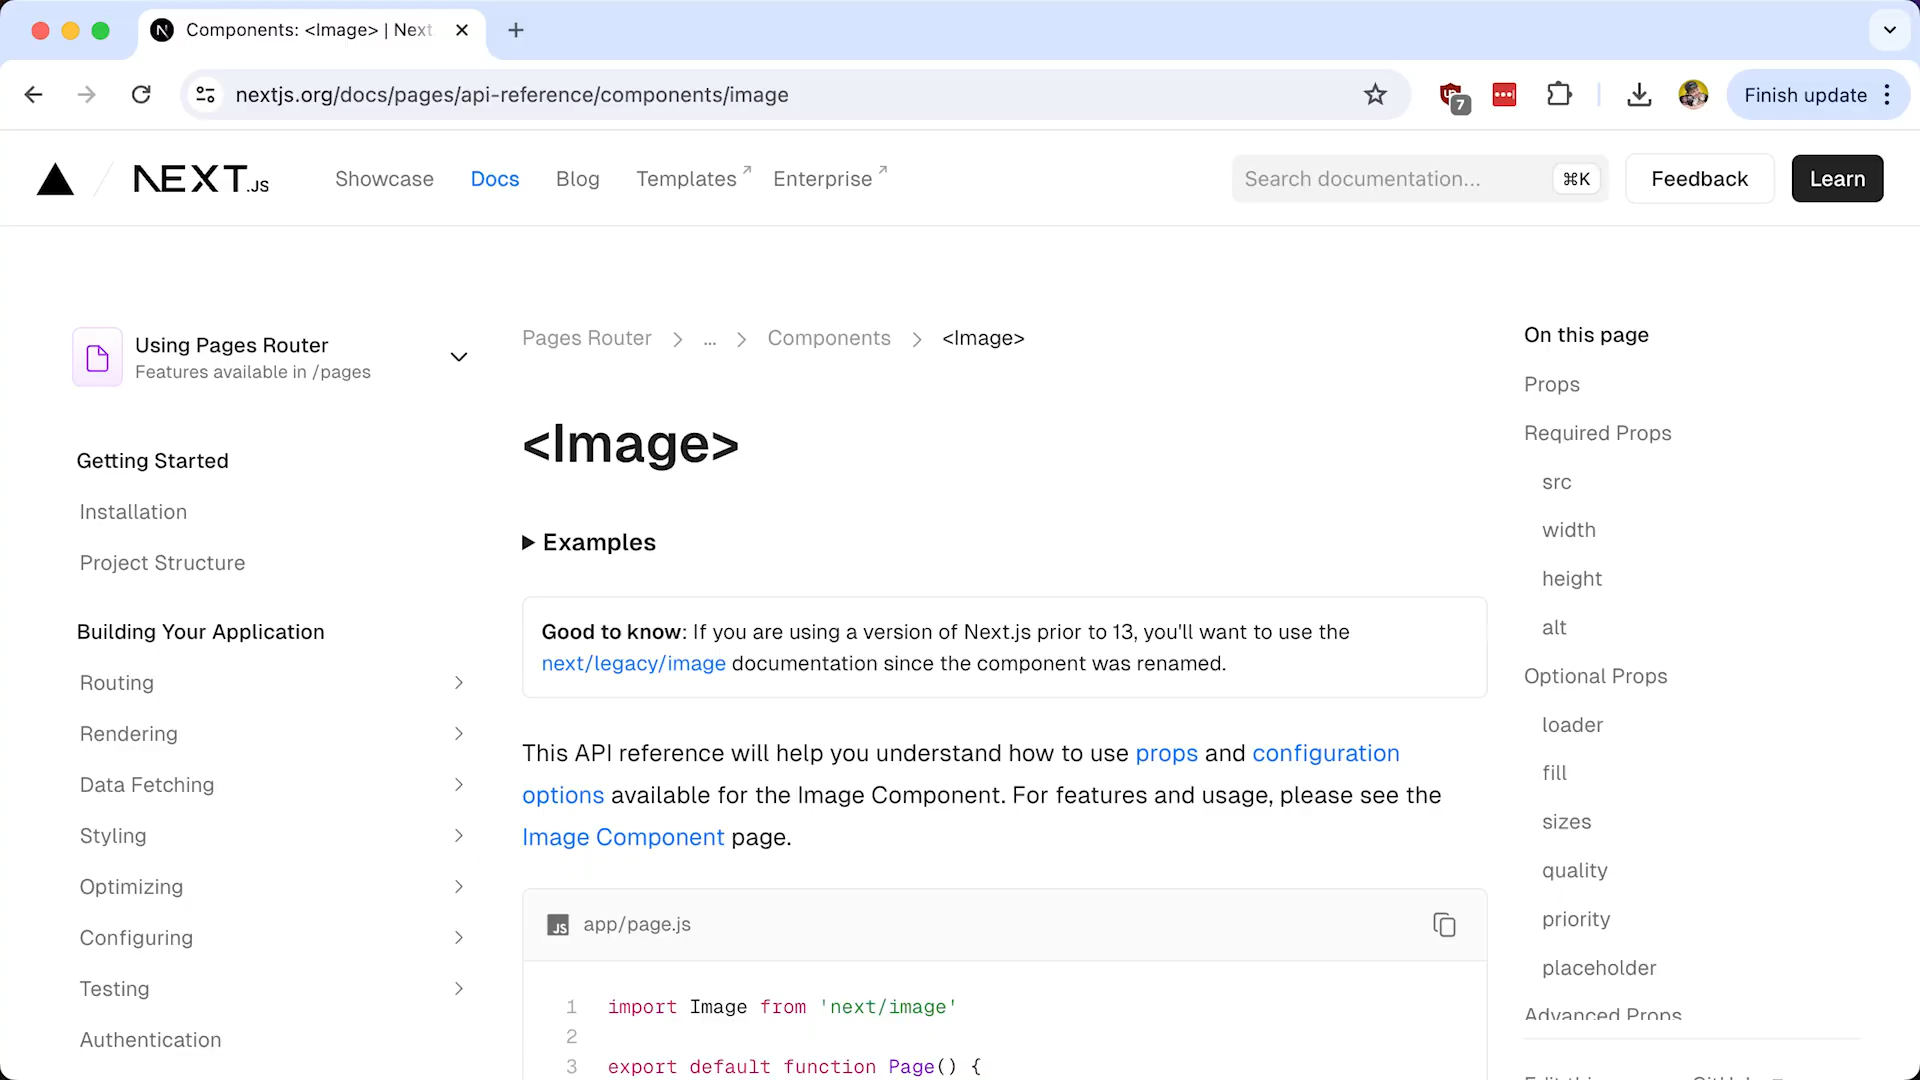 Components: <Image> | Next.
nextjs.org/docs/pages/api-reference/components/image
7
Finish update
NEXT.JS
Showcase
Docs
Blog
Templates
Enterprise
Search documentation...
⌘K
Feedback
Learn
Using Pages Router
Features available in /pages
Getting Started
Installation
Project Structure
Building Your Application
Routing
Rendering
Data Fetching
Styling
Optimizing
Configuring
Testing
Authentication
Pages Router > ... > Components > <Image>
<Image>
Examples
Good to know: If you are using a version of Next.js prior to 13, you'll want to use the
next/legacy/image documentation since the component was renamed.
This API reference will help you understand how to use props and configuration
options available for the Image Component. For features and usage, please see the
Image Component page.
JS app/page.js
1 import Image from 'next/image'
2
3 export default function Page() {
On this page
Props
Required Props
src
width
height
alt
Optional Props
loader
fill
sizes
quality
priority
placeholder
Advanced Props